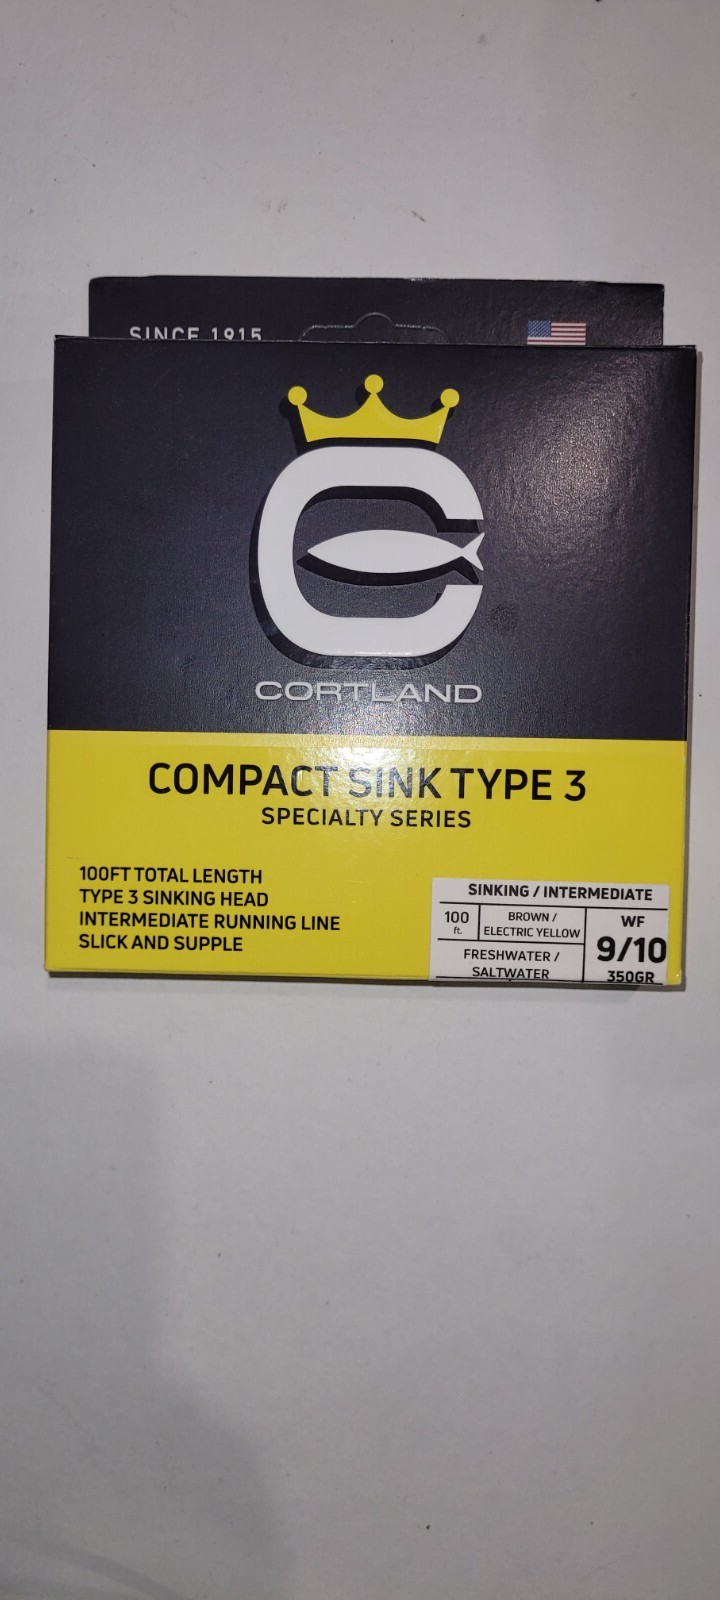 SINCE 1915
CORTLAND
COMPACT SINK TYPE 3
SPECIALTY SERIES
100FT TOTAL LENGTH
TYPE 3 SINKING HEAD
INTERMEDIATE RUNNING LINE
SLICK AND SUPPLE
SINKING / INTERMEDIATE
100
ft.
BROWN /
ELECTRIC YELLOW
FRESHWATER /
SALTWATER
WF
9/10
350GR